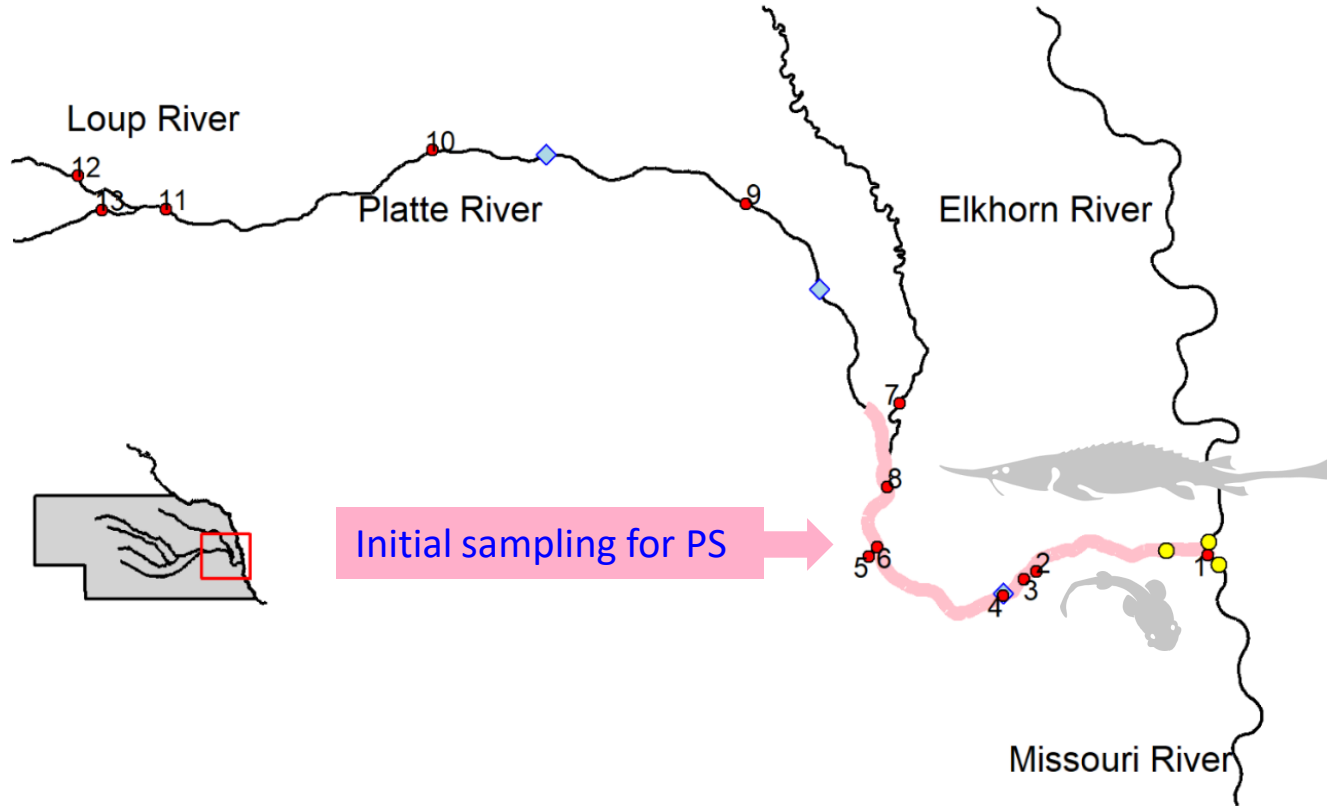 Loup River
10
12
13
11
Platte River
9
Elkhorn River
7
8
Initial sampling for PS
6
5
2
1
3
4
Missouri River